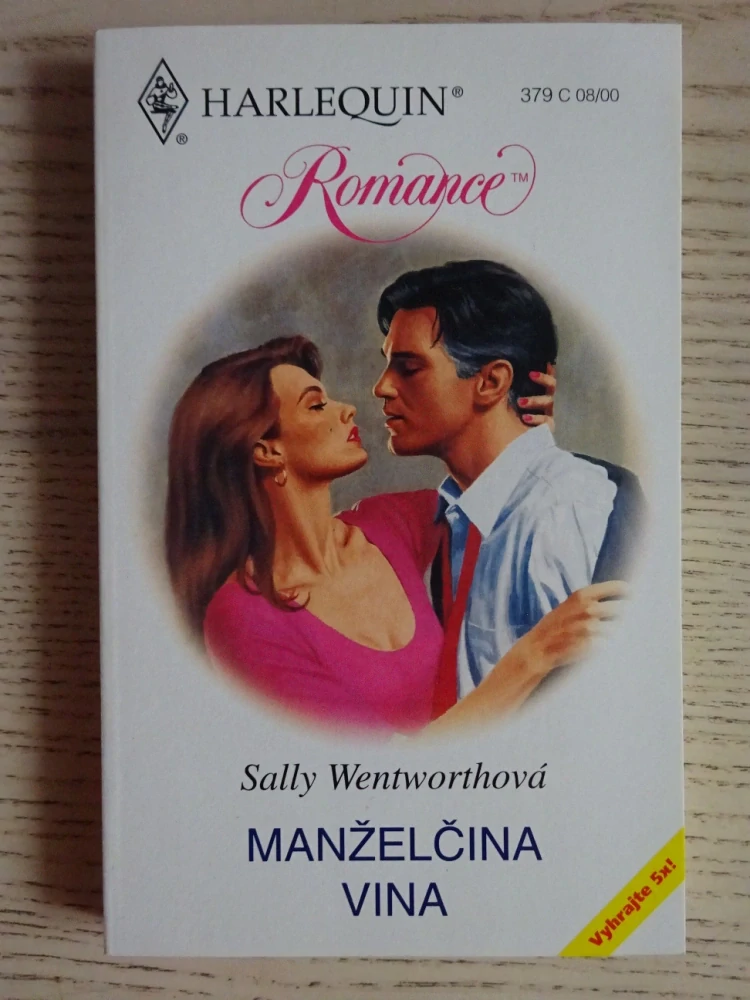 HARLEQUIN®
379 C 08/00
®
Romance™
Sally Wentworthová
MANŽELČINA
VINA
Vyhrajte 5x!